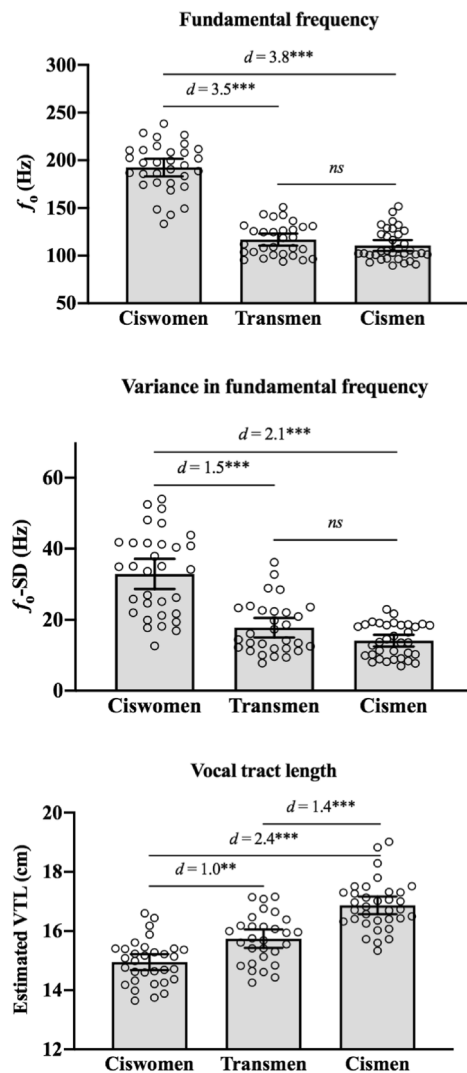 Fundamental frequency
d = 3.8***
d = 3.5***
ns
300
250
200
150
100
50
fo (Hz)
Ciswomen Transmen Cismen
Variance in fundamental frequency
d = 2.1***
d = 1.5***
ns
60
40
20
0
fo-SD (Hz)
Ciswomen Transmen Cismen
Vocal tract length
d = 1.4***
d = 2.4***
d = 1.0**
20
18
16
14
12
Estimated VTL (cm)
Ciswomen Transmen Cismen